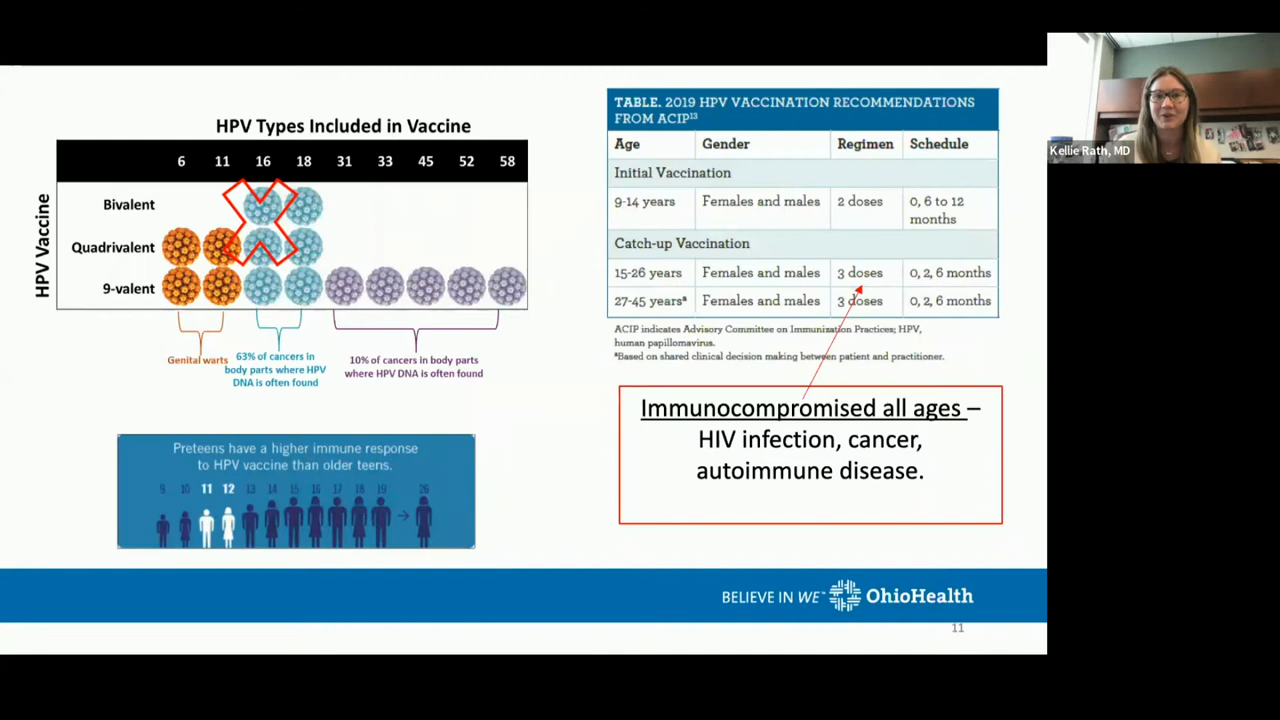 HPV Types Included in Vaccine
6 11 16 18 31 33 45 52 58
HPV Vaccine
Bivalent
Quadrivalent
9-valent
Genital warts
63% of cancers in
body parts where HPV
DNA is often found
10% of cancers in body parts
where HPV DNA is often found
Preteens have a higher immune response
to HPV vaccine than older teens.
9 10 11 12 13 14 15 16 17 18 19 26
TABLE. 2019 HPV VACCINATION RECOMMENDATIONS
FROM ACIP¹³
Age Gender Regimen Schedule
Initial Vaccination
9-14 years Females and males 2 doses 0, 6 to 12
months
Catch-up Vaccination
15-26 years Females and males 3 doses 0, 2, 6 months
27-45 yearsª Females and males 3 doses 0, 2, 6 months
ACIP indicates Advisory Committee on Immunization Practices; HPV,
human papillomavirus.
ªBased on shared clinical decision making between patient and practitioner.
Immunocompromised all ages –
HIV infection, cancer,
autoimmune disease.
BELIEVE IN WE℠ OhioHealth
11
Kellie Rath, MD